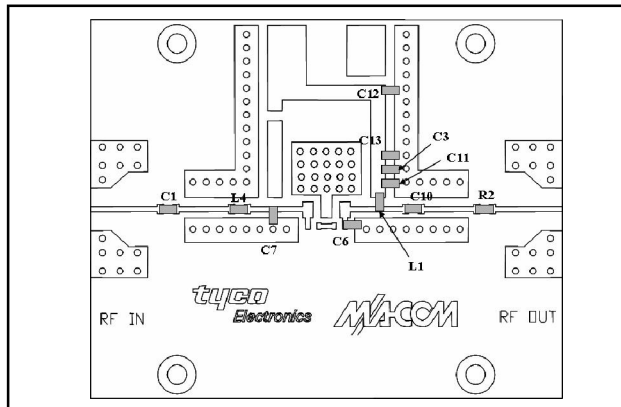 C12
C13
C3
C11
C1
L4
C10
R2
C7
C6
L1
tyco
Electronics
M/A-COM
RF IN
RF OUT